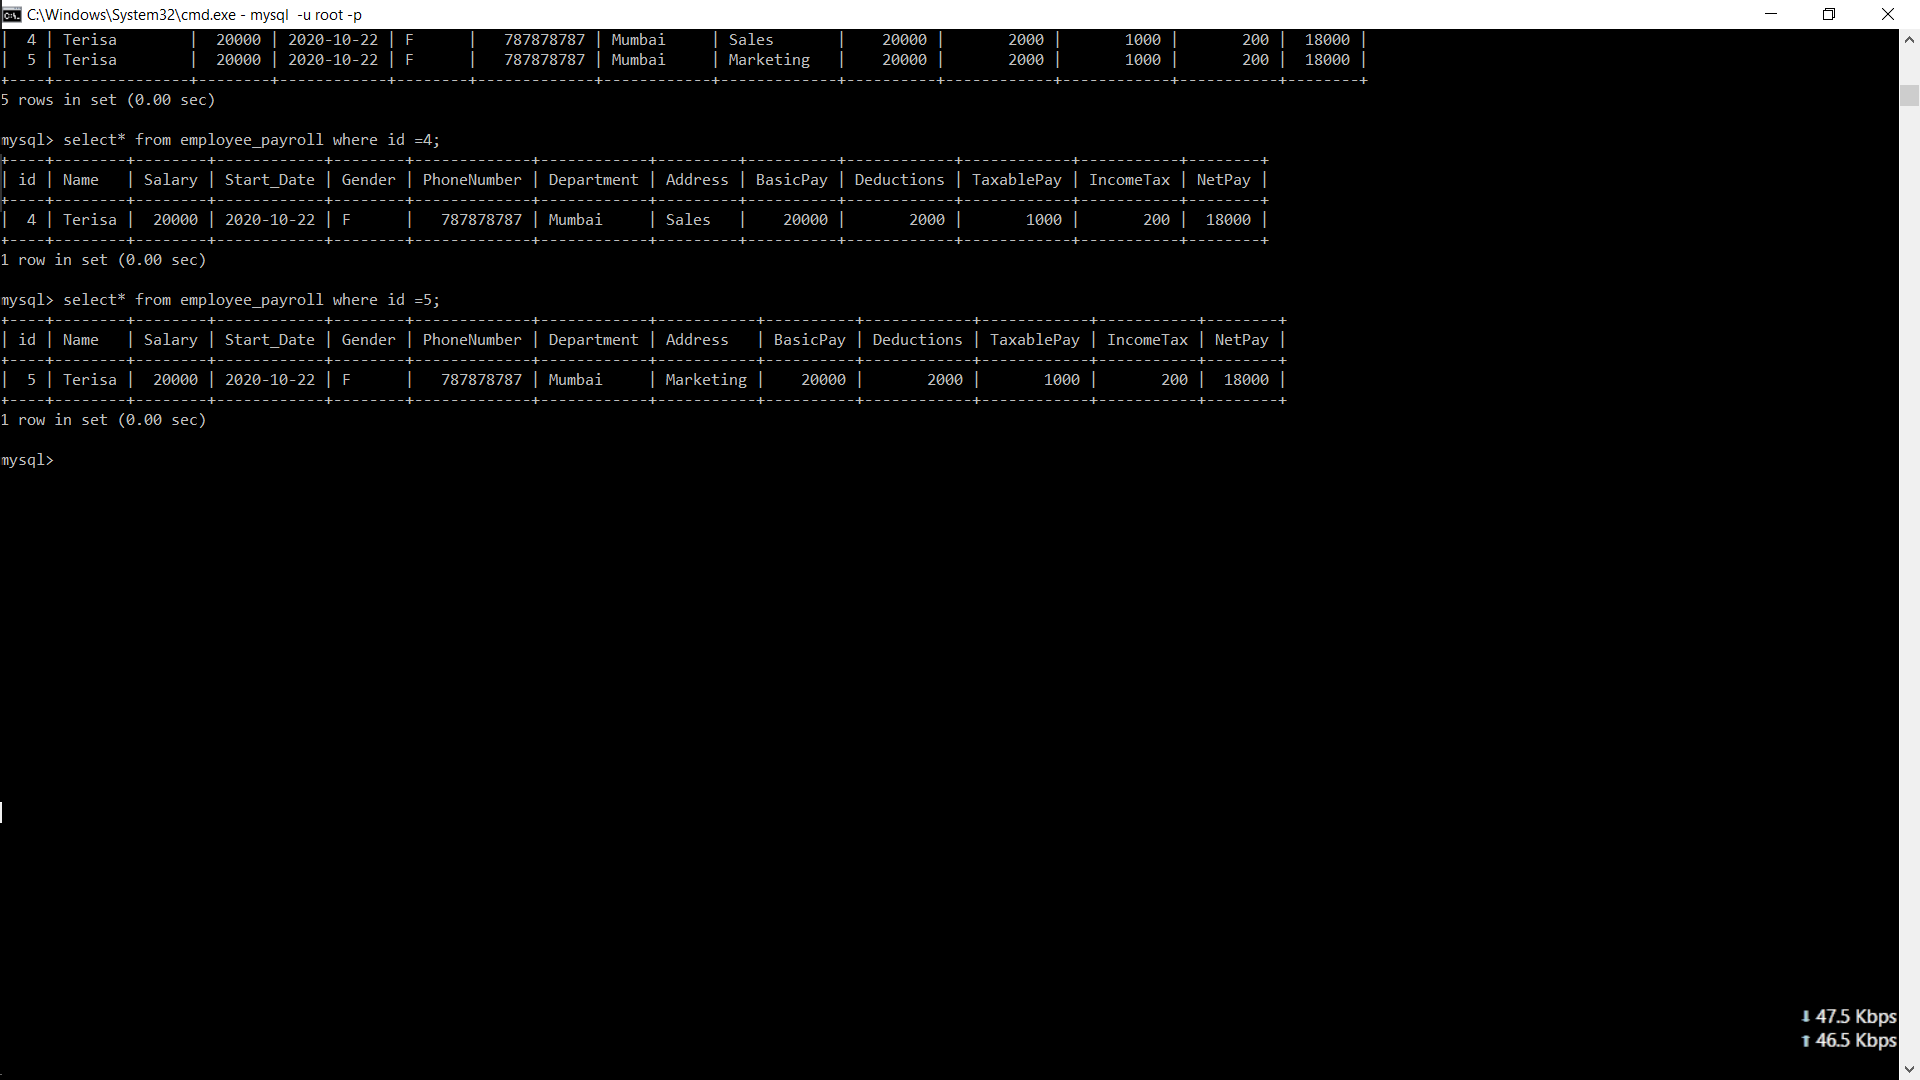 C:\Windows\System32\cmd.exe - mysql  -u root -p
|  4 | Terisa        |  20000 | 2020-10-22 | F      |   787878787 | Mumbai     | Sales       |    20000 |       2000 |       1000 |       200 |  18000 |
|  5 | Terisa        |  20000 | 2020-10-22 | F      |   787878787 | Mumbai     | Marketing   |    20000 |       2000 |       1000 |       200 |  18000 |
+----+---------------+--------+------------+--------+-------------+------------+-------------+----------+------------+------------+-----------+--------+
5 rows in set (0.00 sec)
mysql> select* from employee_payroll where id =4;
+----+--------+--------+------------+--------+-------------+------------+---------+----------+------------+------------+-----------+--------+
| id | Name   | Salary | Start_Date | Gender | PhoneNumber | Department | Address | BasicPay | Deductions | TaxablePay | IncomeTax | NetPay |
+----+--------+--------+------------+--------+-------------+------------+---------+----------+------------+------------+-----------+--------+
|  4 | Terisa |  20000 | 2020-10-22 | F      |   787878787 | Mumbai     | Sales   |    20000 |       2000 |       1000 |       200 |  18000 |
+----+--------+--------+------------+--------+-------------+------------+---------+----------+------------+------------+-----------+--------+
1 row in set (0.00 sec)
mysql> select* from employee_payroll where id =5;
+----+--------+--------+------------+--------+-------------+------------+-----------+----------+------------+------------+-----------+--------+
| id | Name   | Salary | Start_Date | Gender | PhoneNumber | Department | Address   | BasicPay | Deductions | TaxablePay | IncomeTax | NetPay |
+----+--------+--------+------------+--------+-------------+------------+-----------+----------+------------+------------+-----------+--------+
|  5 | Terisa |  20000 | 2020-10-22 | F      |   787878787 | Mumbai     | Marketing |    20000 |       2000 |       1000 |       200 |  18000 |
+----+--------+--------+------------+--------+-------------+------------+-----------+----------+------------+------------+-----------+--------+
1 row in set (0.00 sec)
mysql>
⬇ 47.5 Kbps
⬆ 46.5 Kbps